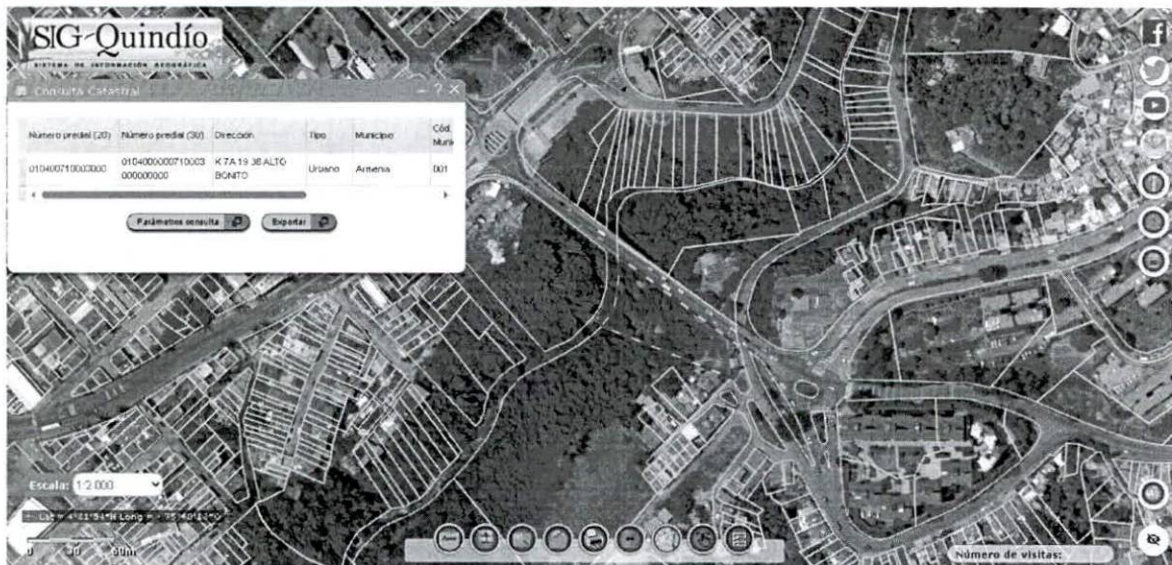 SIG-Quindío
SISTEMA DE INFORMACIÓN GEOGRÁFICA
Consulta Catastral
Número predial (20) Número predial (30) Dirección Tipo Municipio Cód. Munic
010400710003000 0104000000710003 000000000 K 7A 19 38 ALTO BONITO Urbano Armenia 001
Parámetros consulta Exportar
Escala: 1:2.000
0 30 60m
Número de visitas: